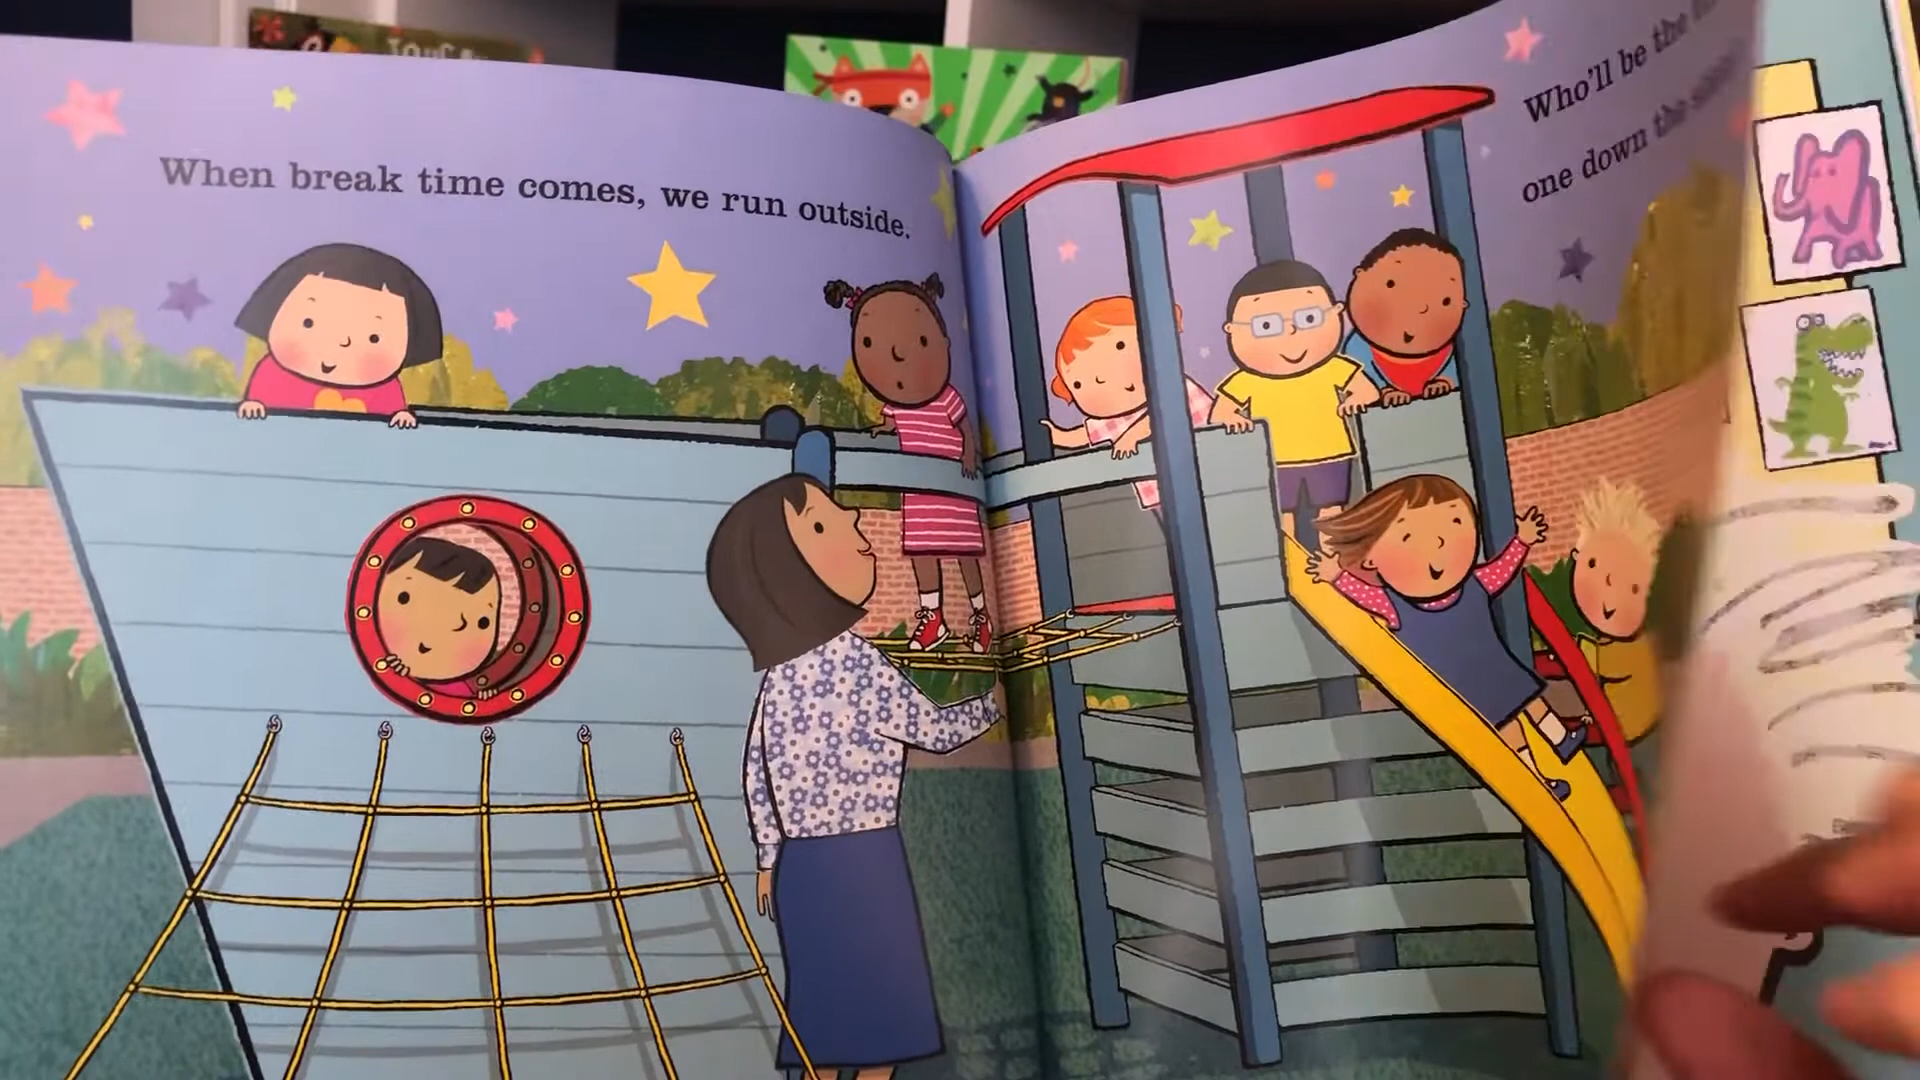 When break time comes, we run outside.
Who'll be the
one down the